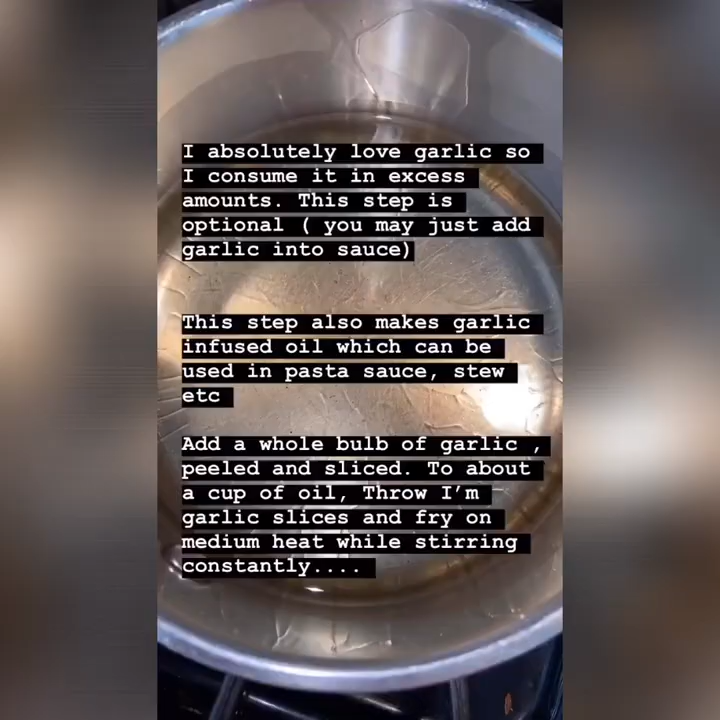 I absolutely love garlic so
I consume it in excess
amounts. This step is
optional ( you may just add
garlic into sauce)
This step also makes garlic
infused oil which can be
used in pasta sauce, stew
etc
Add a whole bulb of garlic ,
peeled and sliced. To about
a cup of oil, Throw I’m
garlic slices and fry on
medium heat while stirring
constantly....